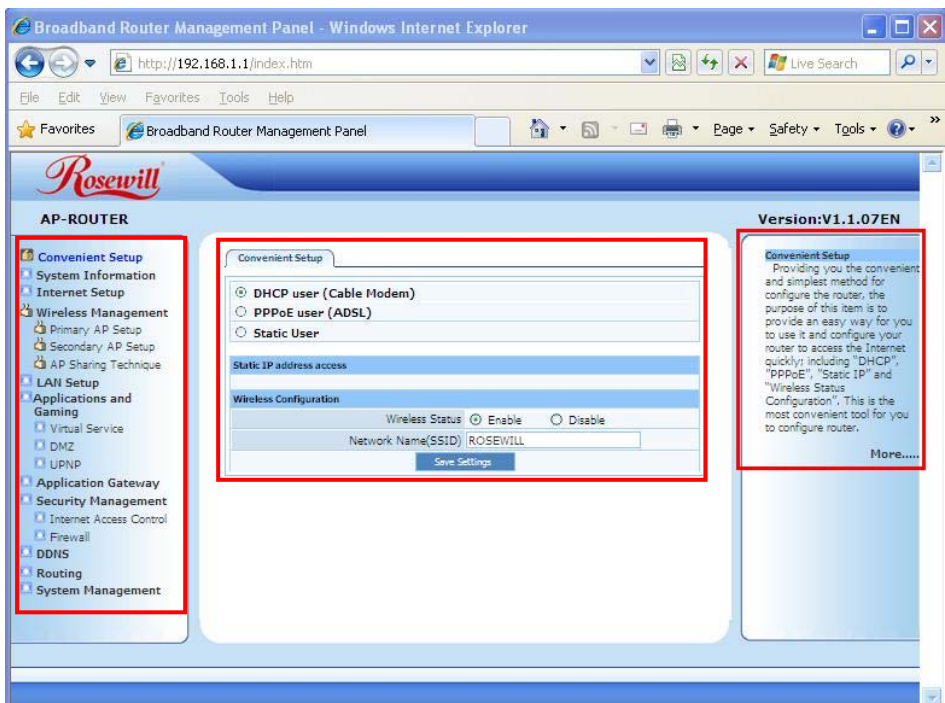 Broadband Router Management Panel - Windows Internet Explorer
http://192.168.1.1/index.htm
Live Search
File Edit View Favorites Tools Help
Favorites
Broadband Router Management Panel
Page Safety Tools
Rosewill
AP-ROUTER
Version:V1.1.07EN
Convenient Setup
System Information
Internet Setup
Wireless Management
Primary AP Setup
Secondary AP Setup
AP Sharing Technique
LAN Setup
Applications and
Gaming
Virtual Service
DMZ
UPNP
Application Gateway
Security Management
Internet Access Control
Firewall
DDNS
Routing
System Management
Convenient Setup
DHCP user (Cable Modem)
PPPoE user (ADSL)
Static User
Static IP address access
Wireless Configuration
Wireless Status Enable Disable
Network Name(SSID) ROSEWILL
Save Settings
Convenient Setup
Providing you the convenient
and simplest method for
configure the router, the
purpose of this item is to
provide an easy way for you
to use it and configure your
router to access the Internet
quickly; including "DHCP",
"PPPoE", "Static IP" and
"Wireless Status
Configuration". This is the
most convenient tool for you
to configure router.
More.....